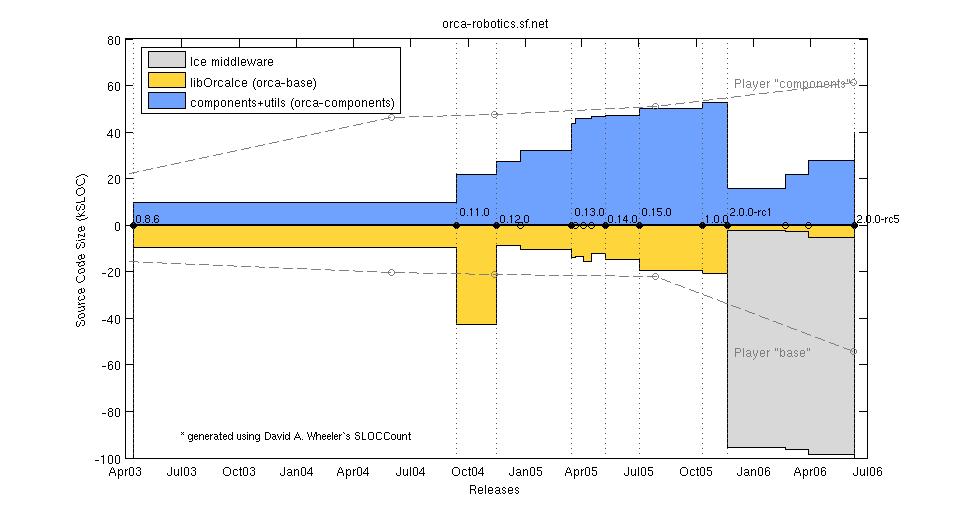 orca-robotics.sf.net
Ice middleware
libOrcaIce (orca-base)
components+utils (orca-components)
Player "components"
80
60
40
20
0
-20
-40
-60
-80
-100
Source Code Size (kSLOC)
0.8.6
0.11.0
0.12.0
0.13.0
0.14.0
0.15.0
1.0.0
2.0.0-rc1
2.0.0-rc5
Player "base"
* generated using David A. Wheeler`s SLOCCount
Apr03 Jul03 Oct03 Jan04 Apr04 Jul04 Oct04 Jan05 Apr05 Jul05 Oct05 Jan06 Apr06 Jul06
Releases